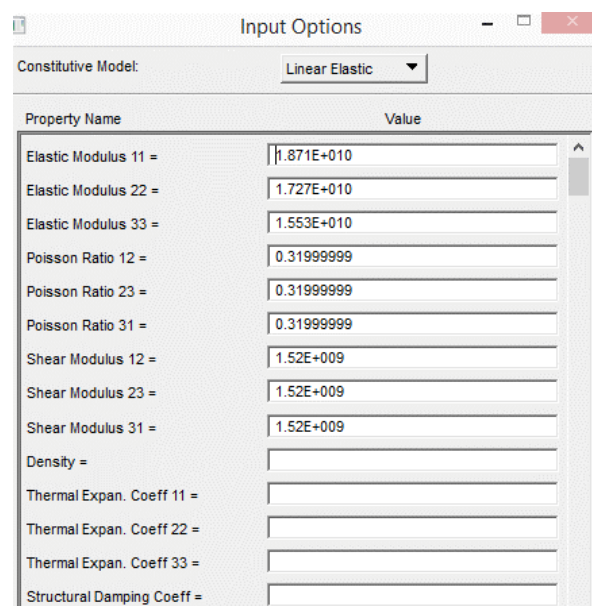 Input Options
Constitutive Model: Linear Elastic
Property Name Value
Elastic Modulus 11 = 1.871E+010
Elastic Modulus 22 = 1.727E+010
Elastic Modulus 33 = 1.553E+010
Poisson Ratio 12 = 0.31999999
Poisson Ratio 23 = 0.31999999
Poisson Ratio 31 = 0.31999999
Shear Modulus 12 = 1.52E+009
Shear Modulus 23 = 1.52E+009
Shear Modulus 31 = 1.52E+009
Density =
Thermal Expan. Coeff 11 =
Thermal Expan. Coeff 22 =
Thermal Expan. Coeff 33 =
Structural Damping Coeff =